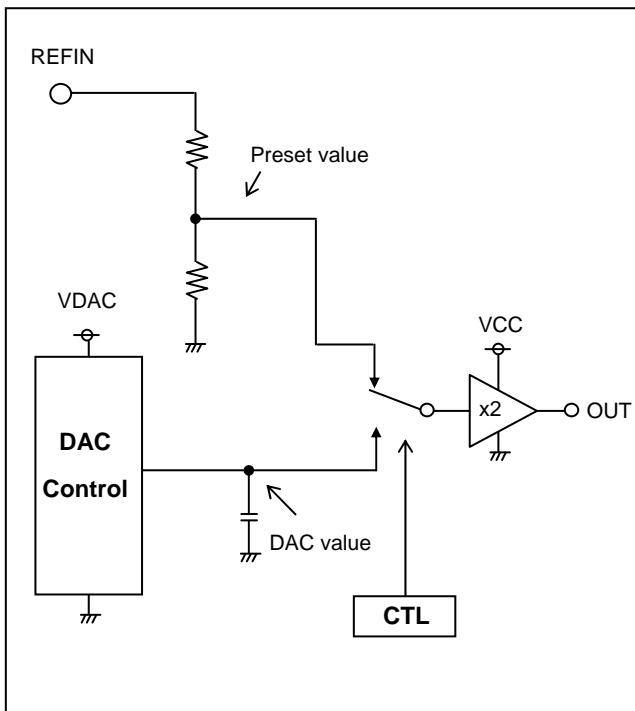 REFIN
Preset value
VDAC
VCC
x2
OUT
DAC
Control
DAC value
CTL